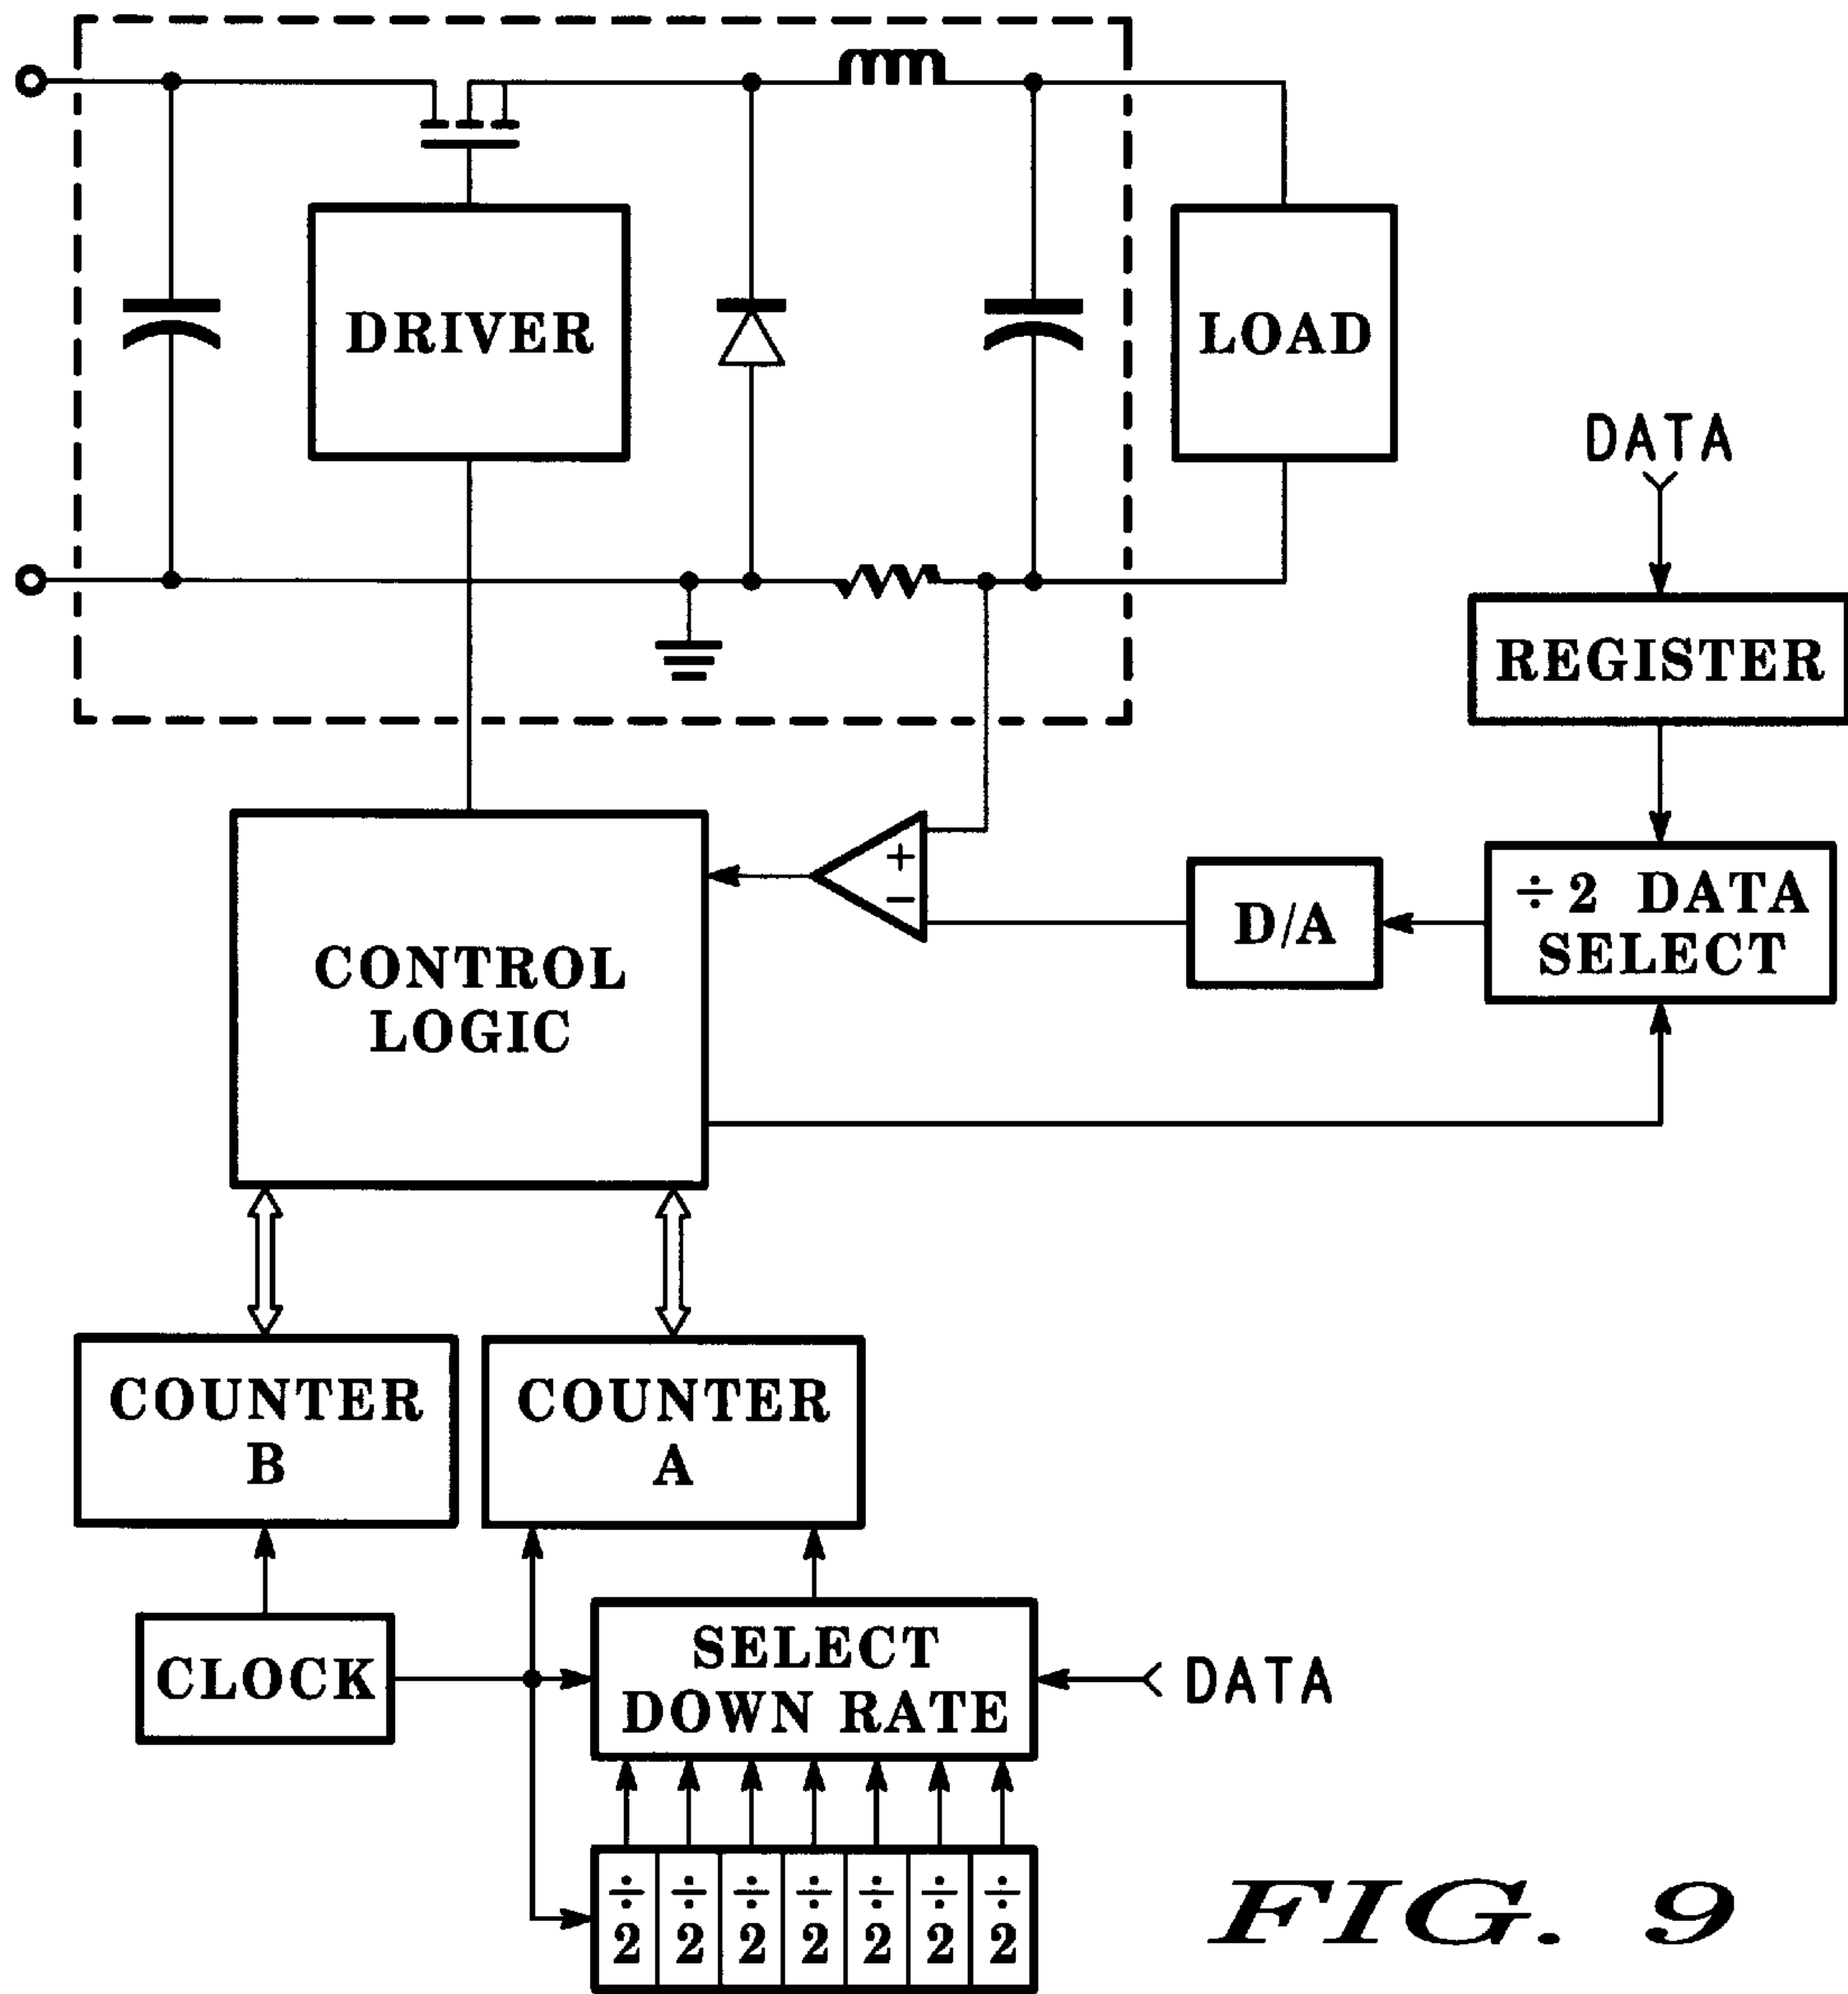 DRIVER
LOAD
DATA
REGISTER
÷2 DATA
SELECT
D/A
+
−
CONTROL
LOGIC
COUNTER
B
COUNTER
A
CLOCK
SELECT
DOWN RATE
DATA
÷ ÷ ÷ ÷ ÷ ÷ ÷
2 2 2 2 2 2 2
FIG. 9